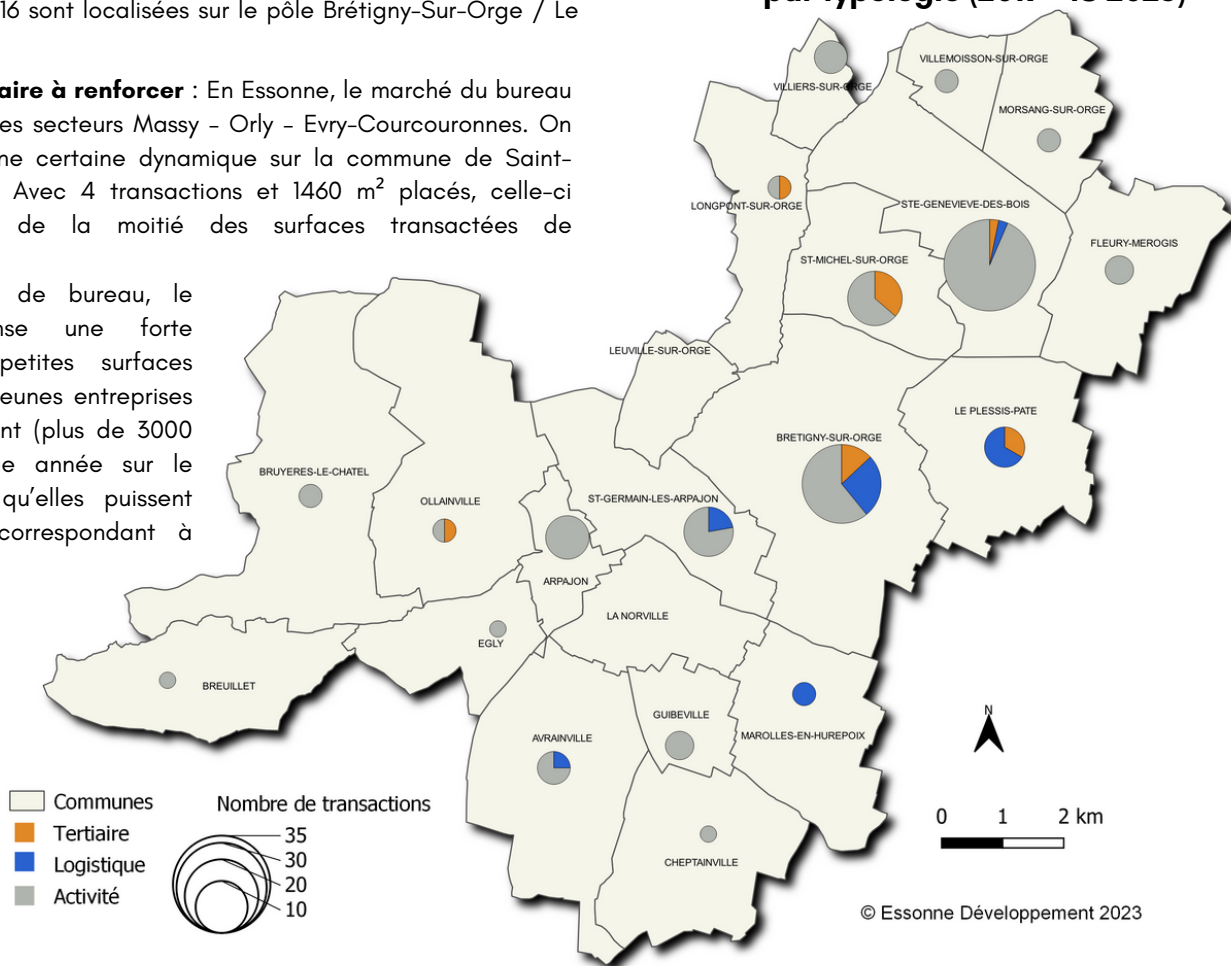 16 sont localisées sur le pôle Brétigny-Sur-Orge / Le
aire à renforcer : En Essonne, le marché du bureau
es secteurs Massy - Orly - Evry-Courcouronnes. On
ne certaine dynamique sur la commune de Saint-
Avec 4 transactions et 1460 m² placés, celle-ci
de la moitié des surfaces transactées de
de bureau, le
nse une forte
petites surfaces
jeunes entreprises
nt (plus de 3000
e année sur le
qu'elles puissent
correspondant à
VILLIERS-SUR-ORGE
VILLEMOISSON-SUR-ORGE
MORSANG-SUR-ORGE
LONGPONT-SUR-ORGE
STE-GENEVIEVE-DES-BOIS
FLEURY-MEROGIS
ST-MICHEL-SUR-ORGE
LEUVILLE-SUR-ORGE
LE PLESSIS-PATE
BRETIGNY-SUR-ORGE
BRUYERES-LE-CHATEL
OLLAINVILLE
ST-GERMAIN-LES-ARPAJON
ARPAJON
LA NORVILLE
EGLY
BREUILLET
GUIBEVILLE
AVRAINVILLE
MAROLLES-EN-HUREPOIX
CHEPTAINVILLE
N
0 1 2 km
Communes
Tertiaire
Logistique
Activité
Nombre de transactions
35
30
20
10
© Essonne Développement 2023